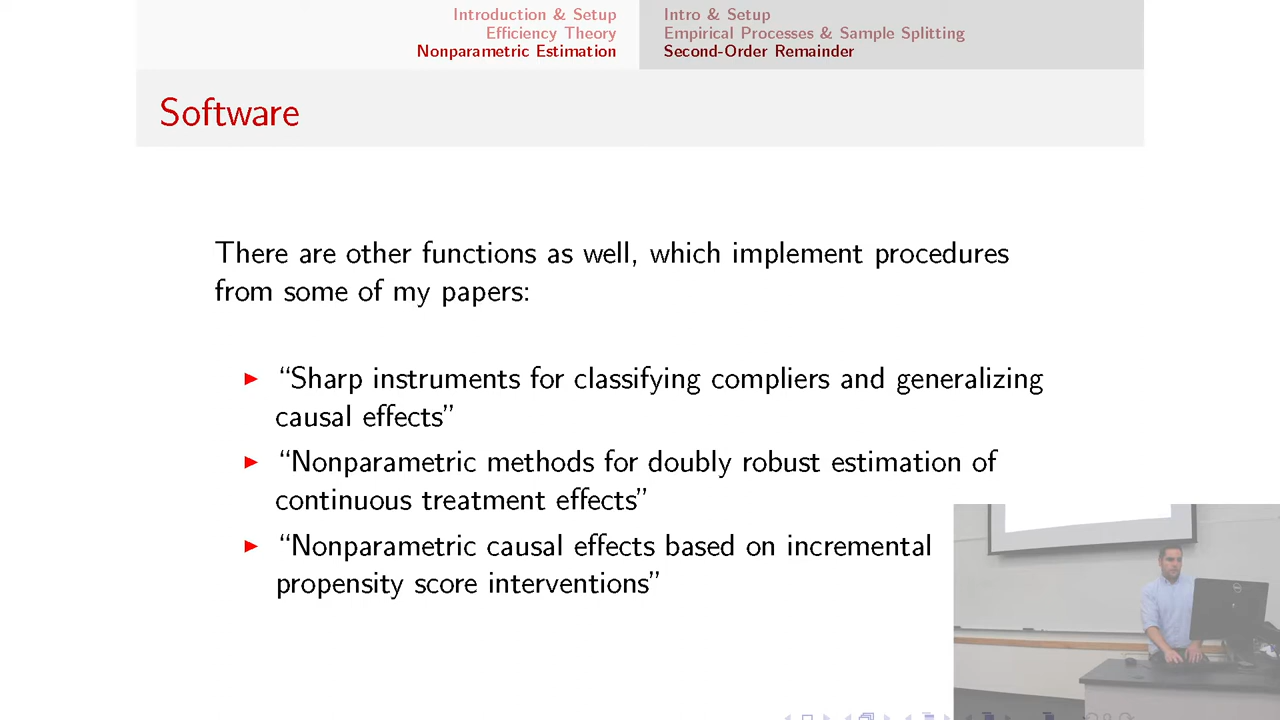 Introduction & Setup
Efficiency Theory
Nonparametric Estimation
Intro & Setup
Empirical Processes & Sample Splitting
Second-Order Remainder
Software
There are other functions as well, which implement procedures
from some of my papers:
“Sharp instruments for classifying compliers and generalizing
causal effects”
“Nonparametric methods for doubly robust estimation of
continuous treatment effects”
“Nonparametric causal effects based on incremental
propensity score interventions”